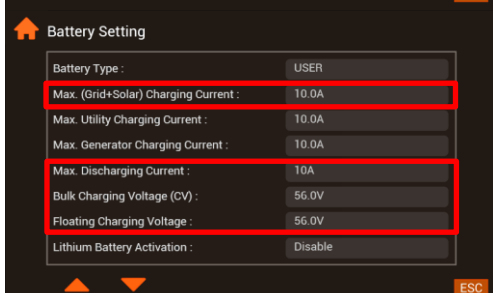 Battery Setting
Battery Type : USER
Max. (Grid+Solar) Charging Current : 10.0A
Max. Utility Charging Current : 10.0A
Max. Generator Charging Current : 10.0A
Max. Discharging Current : 10A
Bulk Charging Voltage (CV) : 56.0V
Floating Charging Voltage : 56.0V
Lithium Battery Activation : Disable
ESC